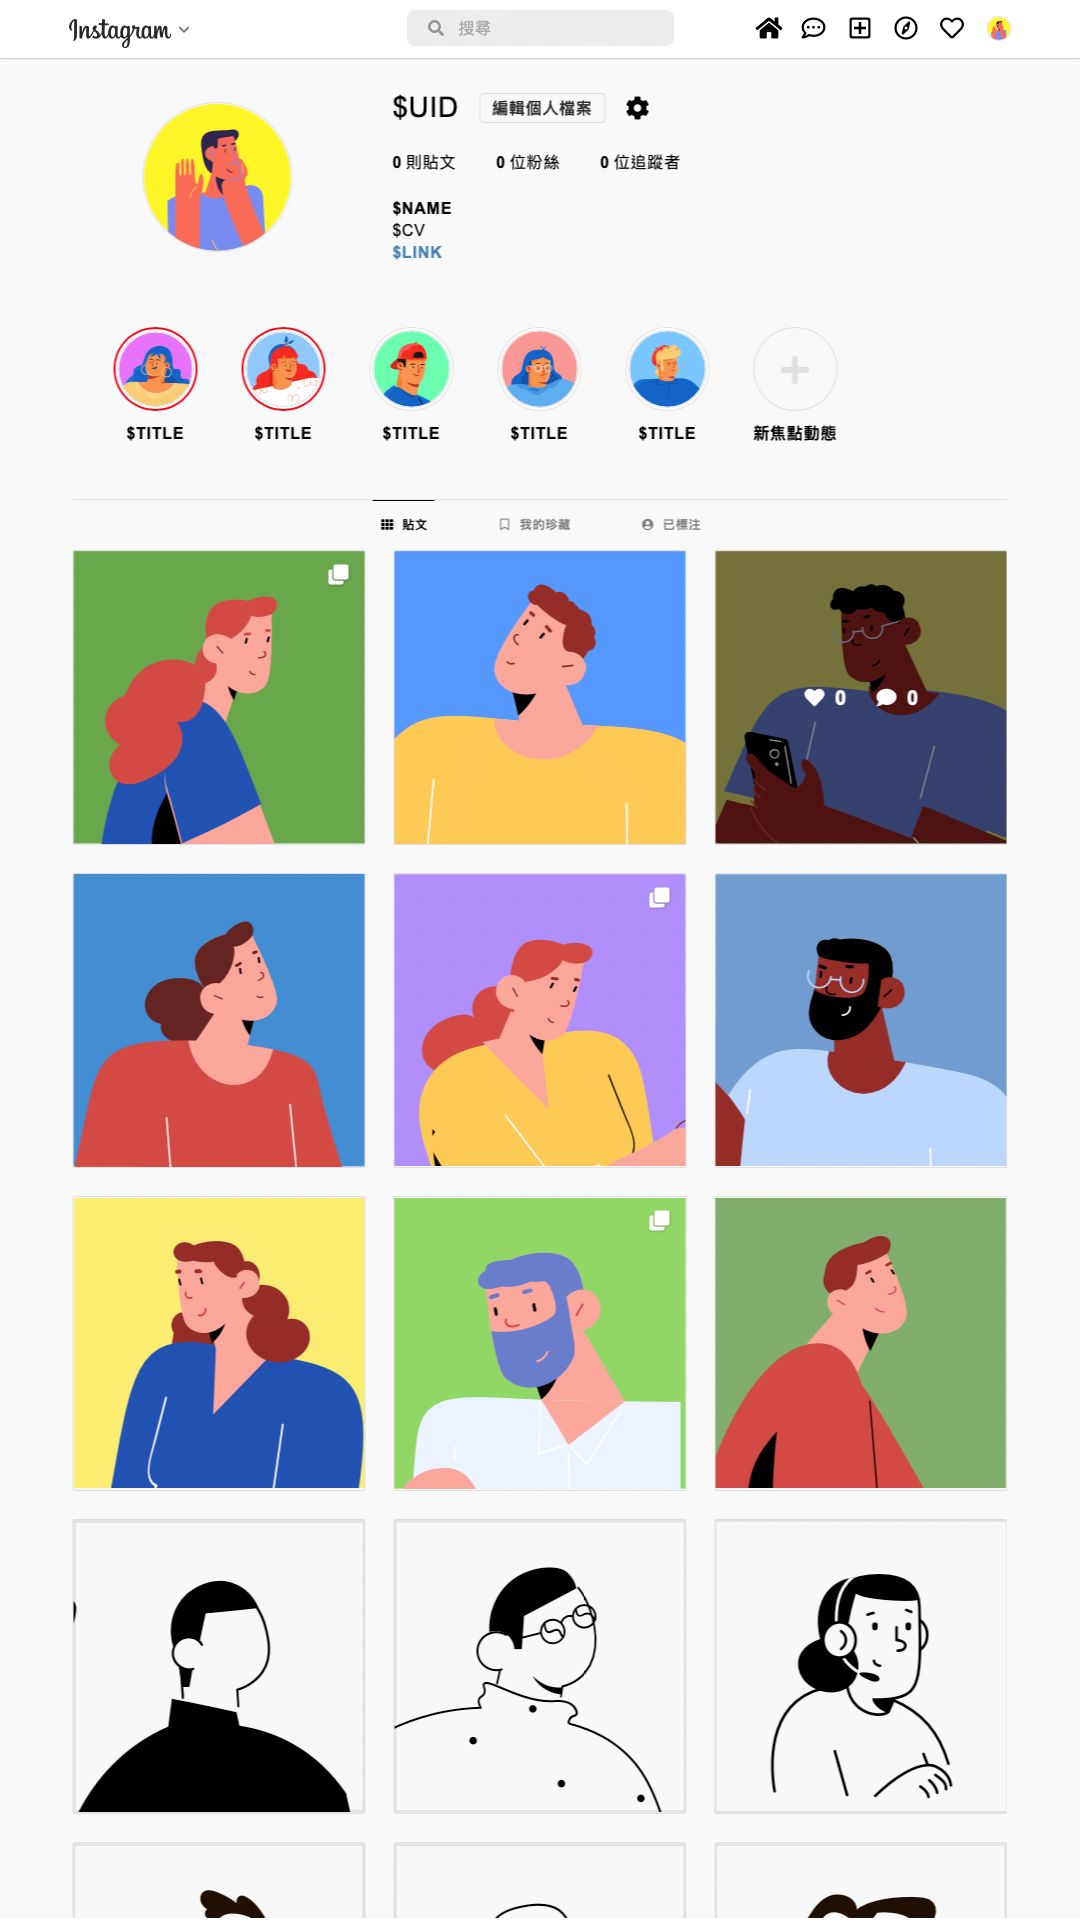 Instagram
搜尋
$UID 編輯個人檔案
0 則貼文 0 位粉絲 0 位追蹤者
$NAME
$CV
$LINK
$TITLE $TITLE $TITLE $TITLE $TITLE 新焦點動態
貼文 我的珍藏 已標注
0 0